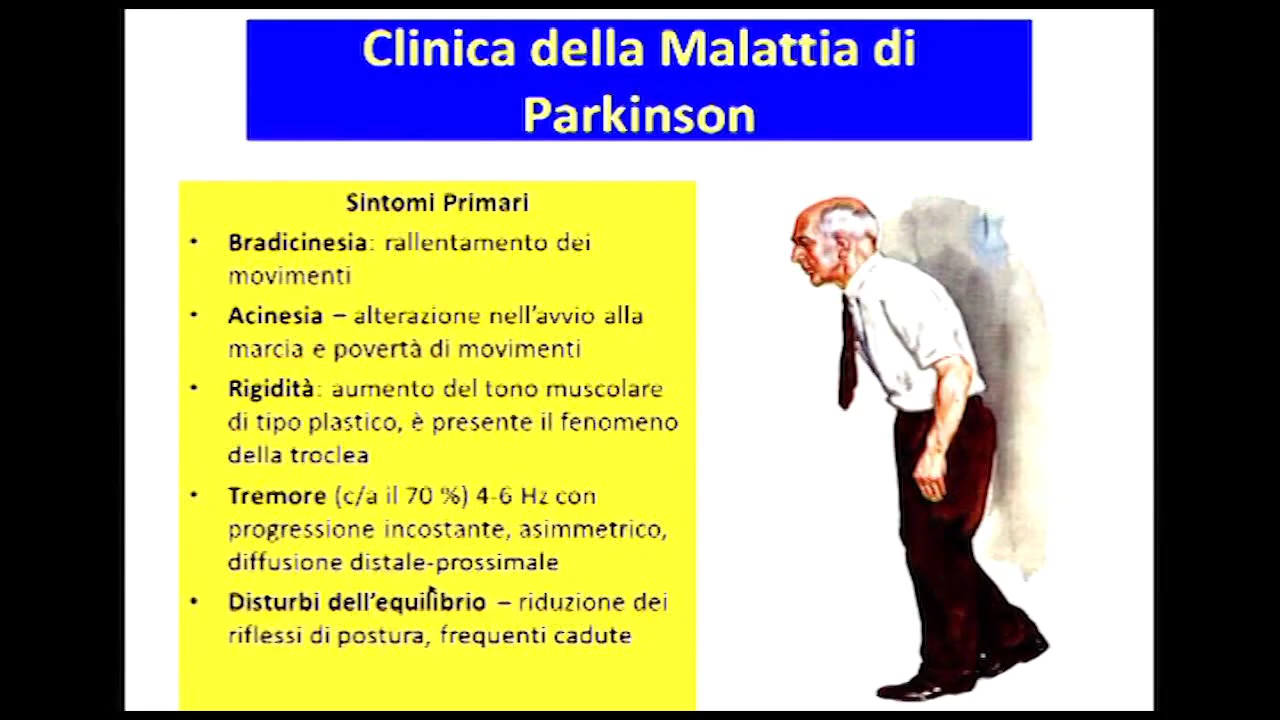 Clinica della Malattia di
Parkinson
Sintomi Primari
• Bradicinesia: rallentamento dei
movimenti
• Acinesia – alterazione nell'avvio alla
marcia e povertà di movimenti
• Rigidità: aumento del tono muscolare
di tipo plastico, è presente il fenomeno
della troclea
• Tremore (c/a il 70 %) 4-6 Hz con
progressione incostante, asimmetrico,
diffusione distale-prossimale
• Disturbi dell'equilibrio – riduzione dei
riflessi di postura, frequenti cadute